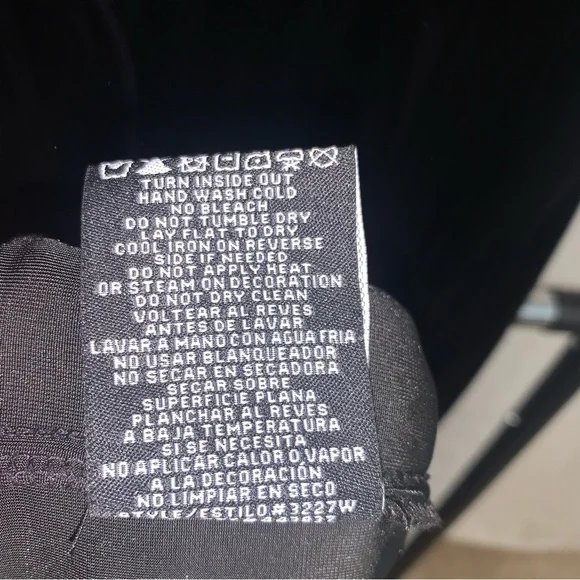 TURN INSIDE OUT
HAND WASH COLD
NO BLEACH
DO NOT TUMBLE DRY
LAY FLAT TO DRY
COOL IRON ON REVERSE
SIDE IF NEEDED
DO NOT APPLY HEAT
OR STEAM ON DECORATION
DO NOT DRY CLEAN
VOLTEAR AL REVES
ANTES DE LAVAR
LAVAR A MANO CON AGUA FRIA
NO USAR BLANQUEADOR
NO SECAR EN SECADORA
SECAR SOBRE
SUPERFICIE PLANA
PLANCHAR AL REVES
A BAJA TEMPERATURA
SI SE NECESITA
NO APLICAR CALOR O VAPOR
A LA DECORACIÓN
NO LIMPIAR EN SECO
STYLE/ESTILO#3227W